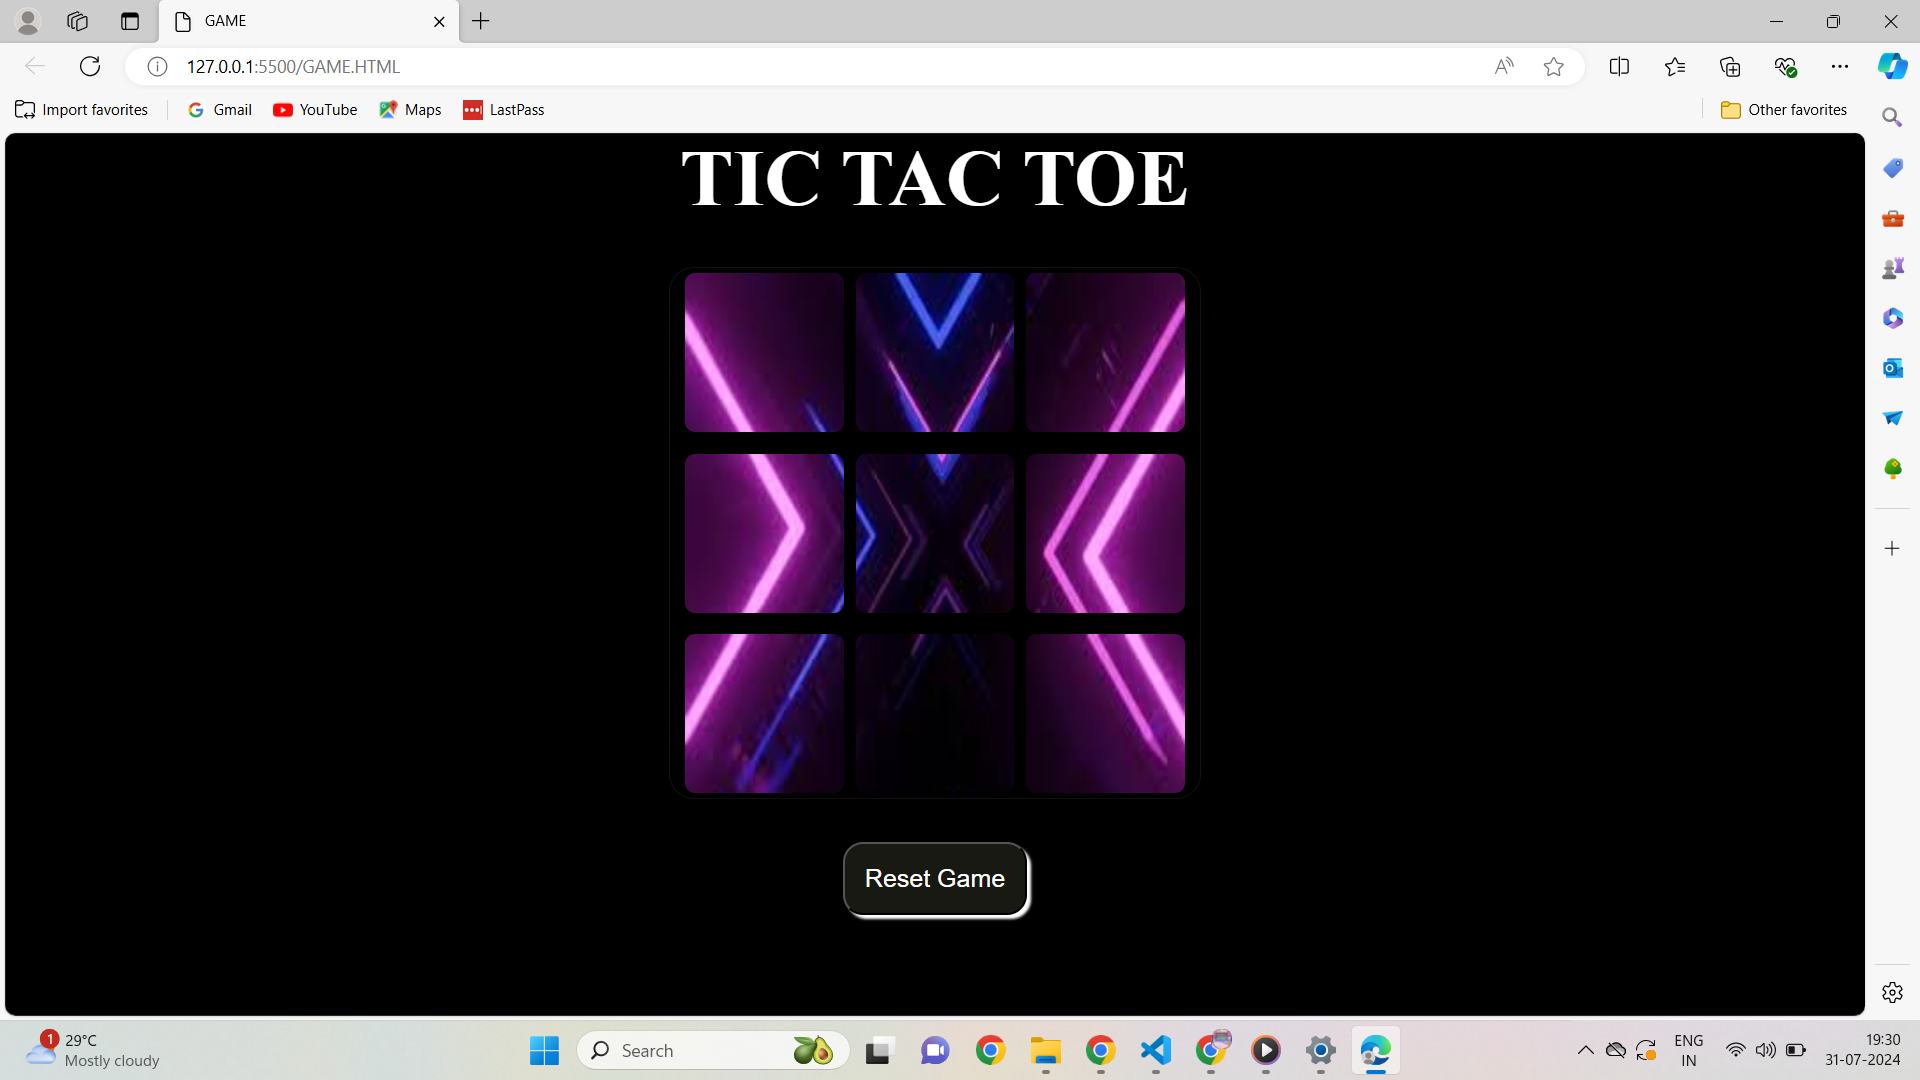 GAME
127.0.0.1:5500/GAME.HTML
Import favorites
Gmail
YouTube
Maps
LastPass
Other favorites
TIC TAC TOE
Reset Game
1
29°C
Mostly cloudy
Search
ENG
IN
19:30
31-07-2024